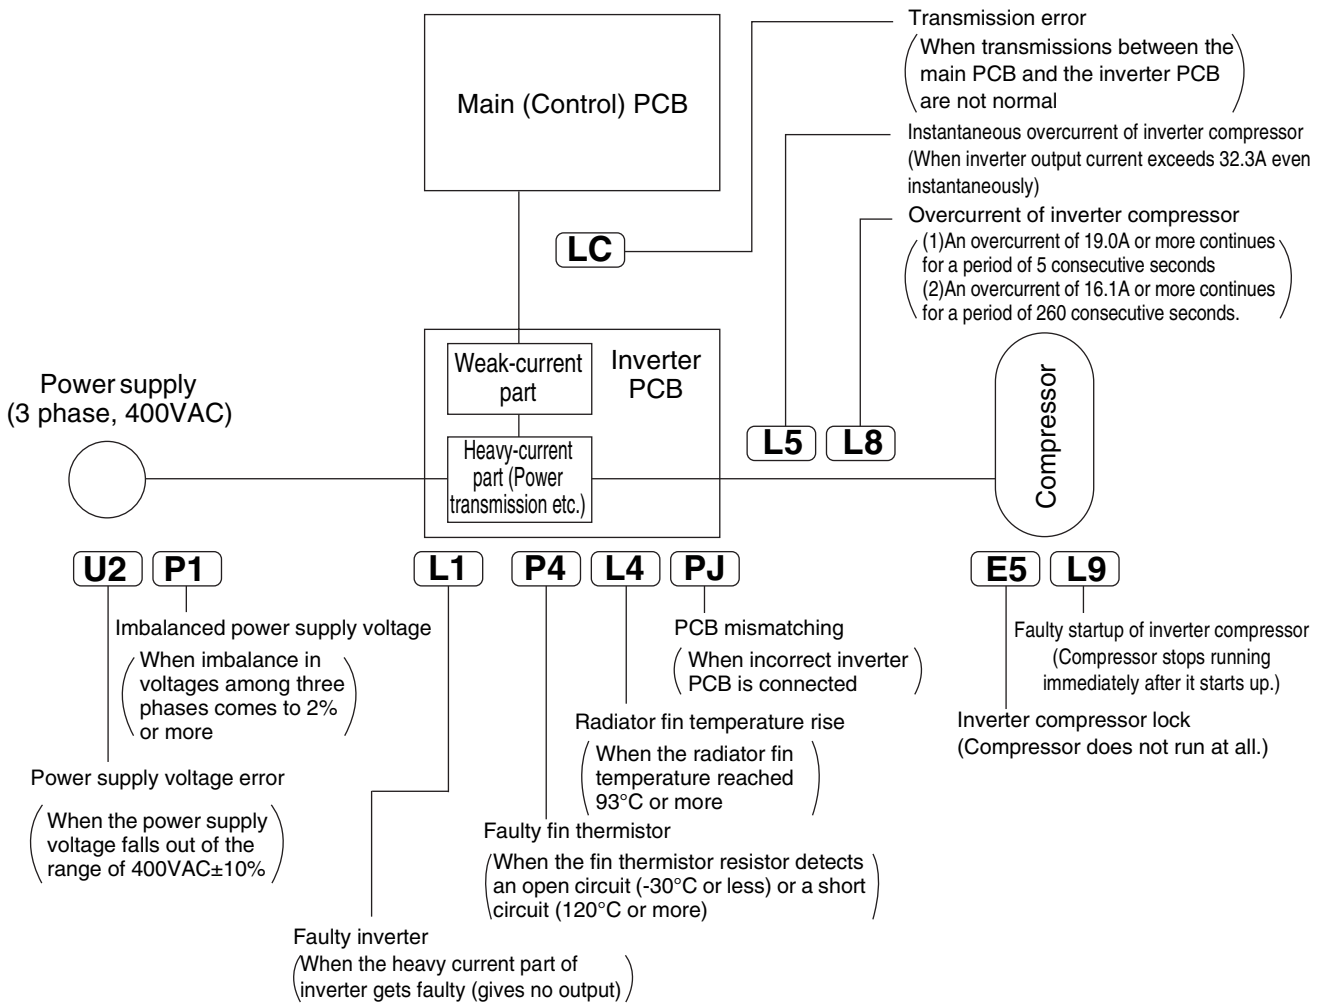 Main (Control) PCB
Transmission error
When transmissions between the
main PCB and the inverter PCB
are not normal
Instantaneous overcurrent of inverter compressor
(When inverter output current exceeds 32.3A even
instantaneously)
LC
Overcurrent of inverter compressor
(1)An overcurrent of 19.0A or more continues
for a period of 5 consecutive seconds
(2)An overcurrent of 16.1A or more continues
for a period of 260 consecutive seconds.
Power supply
(3 phase, 400VAC)
Weak-current
part
Inverter
PCB
Heavy-current
part (Power
transmission etc.)
L5
L8
Compressor
U2
P1
L1
P4
L4
PJ
E5
L9
Imbalanced power supply voltage
When imbalance in
voltages among three
phases comes to 2%
or more
PCB mismatching
When incorrect inverter
PCB is connected
Faulty startup of inverter compressor
(Compressor stops running
immediately after it starts up.)
Radiator fin temperature rise
When the radiator fin
temperature reached
93°C or more
Inverter compressor lock
(Compressor does not run at all.)
Power supply voltage error
When the power supply
voltage falls out of the
range of 400VAC±10%
Faulty fin thermistor
When the fin thermistor resistor detects
an open circuit (-30°C or less) or a short
circuit (120°C or more)
Faulty inverter
When the heavy current part of
inverter gets faulty (gives no output)